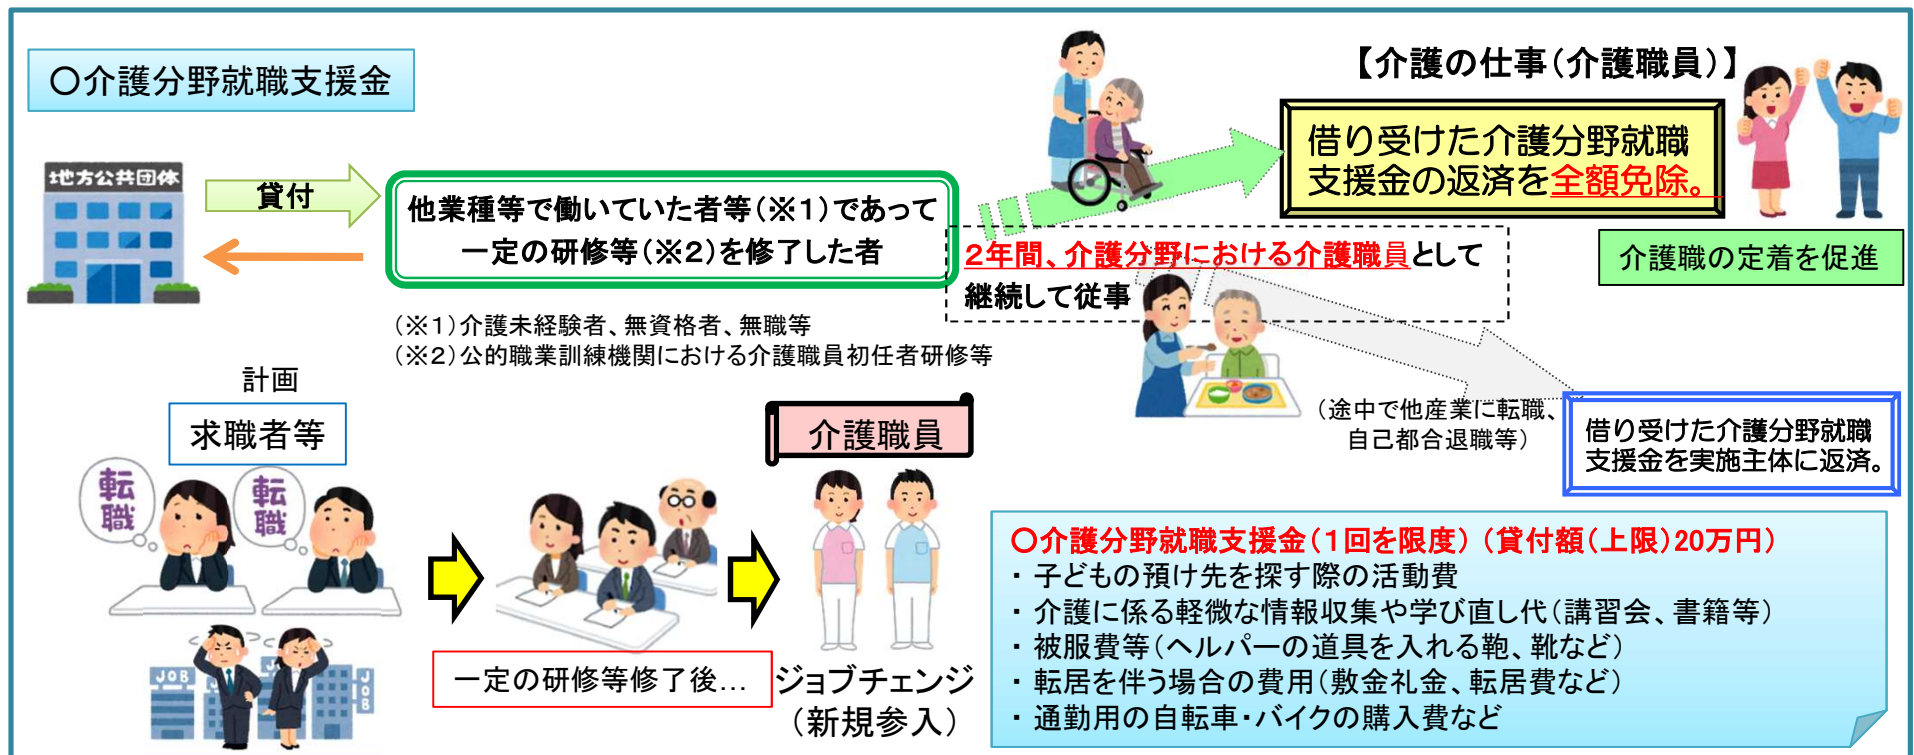 〇介護分野就職支援金
【介護の仕事(介護職員)】
借り受けた介護分野就職
支援金の返済を全額免除。
地方公共団体
貸付
他業種等で働いていた者等(※1)であって
一定の研修等(※2)を修了した者
2年間、介護分野における介護職員として
継続して従事
介護職の定着を促進
(※1)介護未経験者、無資格者、無職等
(※2)公的職業訓練機関における介護職員初任者研修等
(途中で他産業に転職、
自己都合退職等)
借り受けた介護分野就職
支援金を実施主体に返済。
計画
求職者等
転職
転職
介護職員
JOB
JOB
一定の研修等修了後…
ジョブチェンジ
(新規参入)
〇介護分野就職支援金(1回を限度)(貸付額(上限)20万円)
・子どもの預け先を探す際の活動費
・介護に係る軽微な情報収集や学び直し代(講習会、書籍等)
・被服費等(ヘルパーの道具を入れる鞄、靴など)
・転居を伴う場合の費用(敷金礼金、転居費など)
・通勤用の自転車・バイクの購入費など